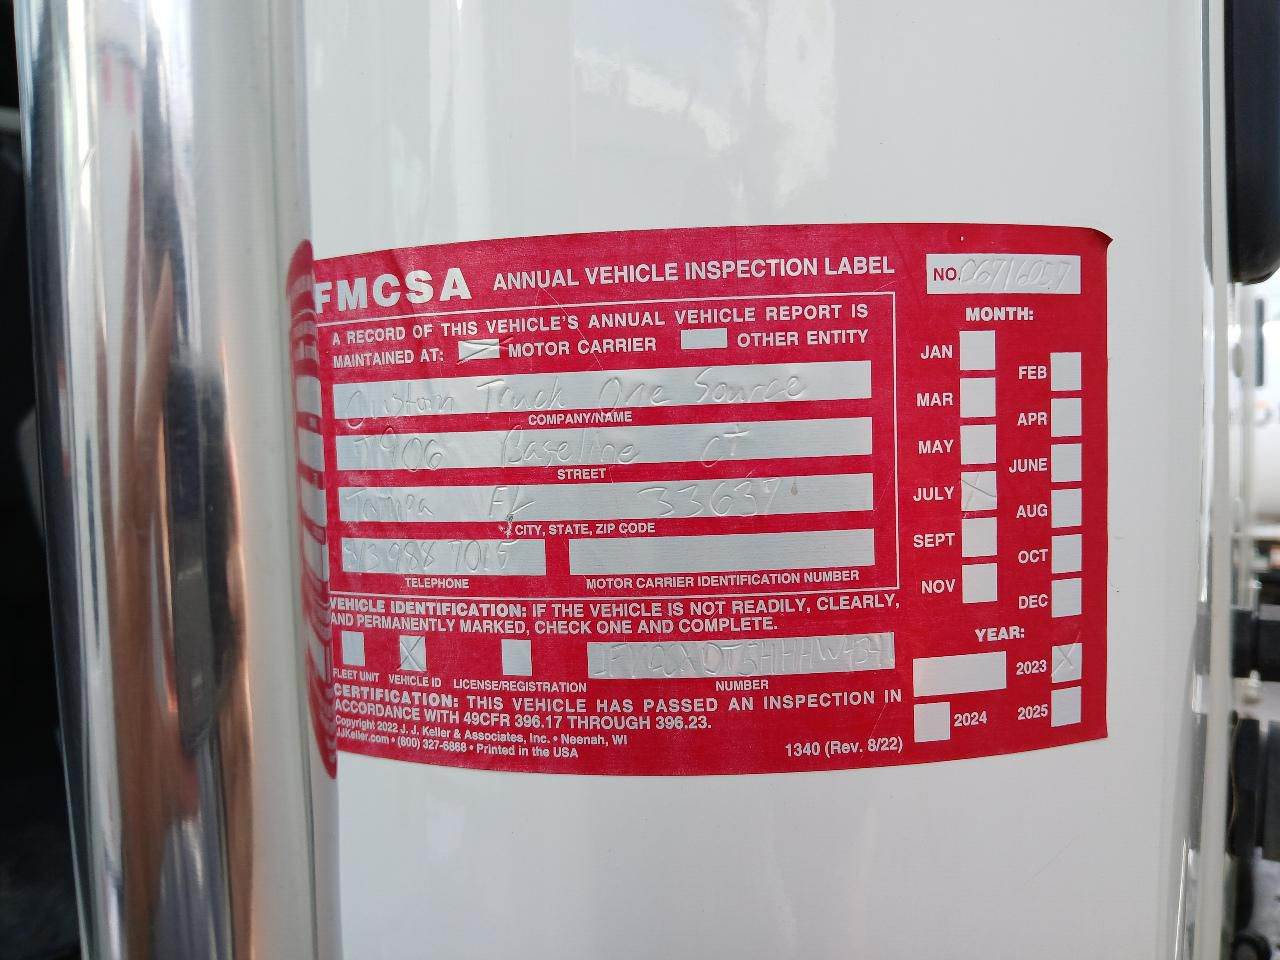 FMCSA ANNUAL VEHICLE INSPECTION LABEL
NO.
A RECORD OF THIS VEHICLE'S ANNUAL VEHICLE REPORT IS
MAINTAINED AT: MOTOR CARRIER OTHER ENTITY
Custom Truck One Source
COMPANY/NAME
7906 Baseline Ct
STREET
Tampa FL 33637
CITY, STATE, ZIP CODE
813 988
TELEPHONE
MOTOR CARRIER IDENTIFICATION NUMBER
VEHICLE IDENTIFICATION: IF THE VEHICLE IS NOT READILY, CLEARLY,
AND PERMANENTLY MARKED, CHECK ONE AND COMPLETE.
X
FLEET UNIT VEHICLE ID LICENSE/REGISTRATION NUMBER
CERTIFICATION: THIS VEHICLE HAS PASSED AN INSPECTION IN
ACCORDANCE WITH 49CFR 396.17 THROUGH 396.23.
Copyright 2022 J. J. Keller & Associates, Inc. • Neenah, WI
JJKeller.com • (800) 327-6868 • Printed in the USA
1340 (Rev. 8/22)
MONTH:
JAN
FEB
MAR
APR
MAY
JUNE
JULY X
AUG
SEPT
OCT
NOV
DEC
YEAR:
2023 X
2024
2025